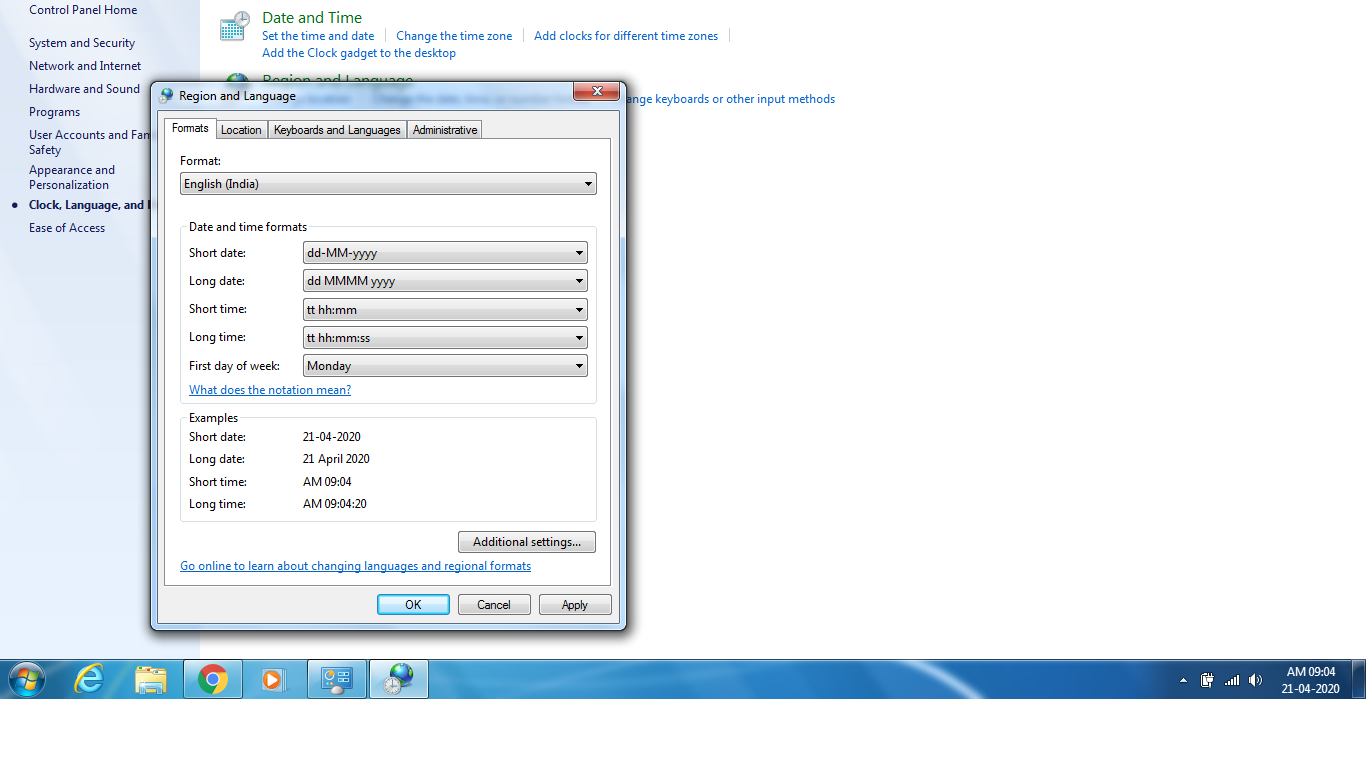 Control Panel Home
System and Security
Network and Internet
Hardware and Sound
Programs
User Accounts and Fan
Safety
Appearance and
Personalization
Clock, Language, and
Ease of Access
Date and Time
Set the time and date
Change the time zone
Add clocks for different time zones
Add the Clock gadget to the desktop
Region and Language
ange keyboards or other input methods
Region and Language
Formats
Location
Keyboards and Languages
Administrative
Format:
English (India)
Date and time formats
Short date: dd-MM-yyyy
Long date: dd MMMM yyyy
Short time: tt hh:mm
Long time: tt hh:mm:ss
First day of week: Monday
What does the notation mean?
Examples
Short date: 21-04-2020
Long date: 21 April 2020
Short time: AM 09:04
Long time: AM 09:04:20
Additional settings...
Go online to learn about changing languages and regional formats
OK
Cancel
Apply
AM 09:04
21-04-2020